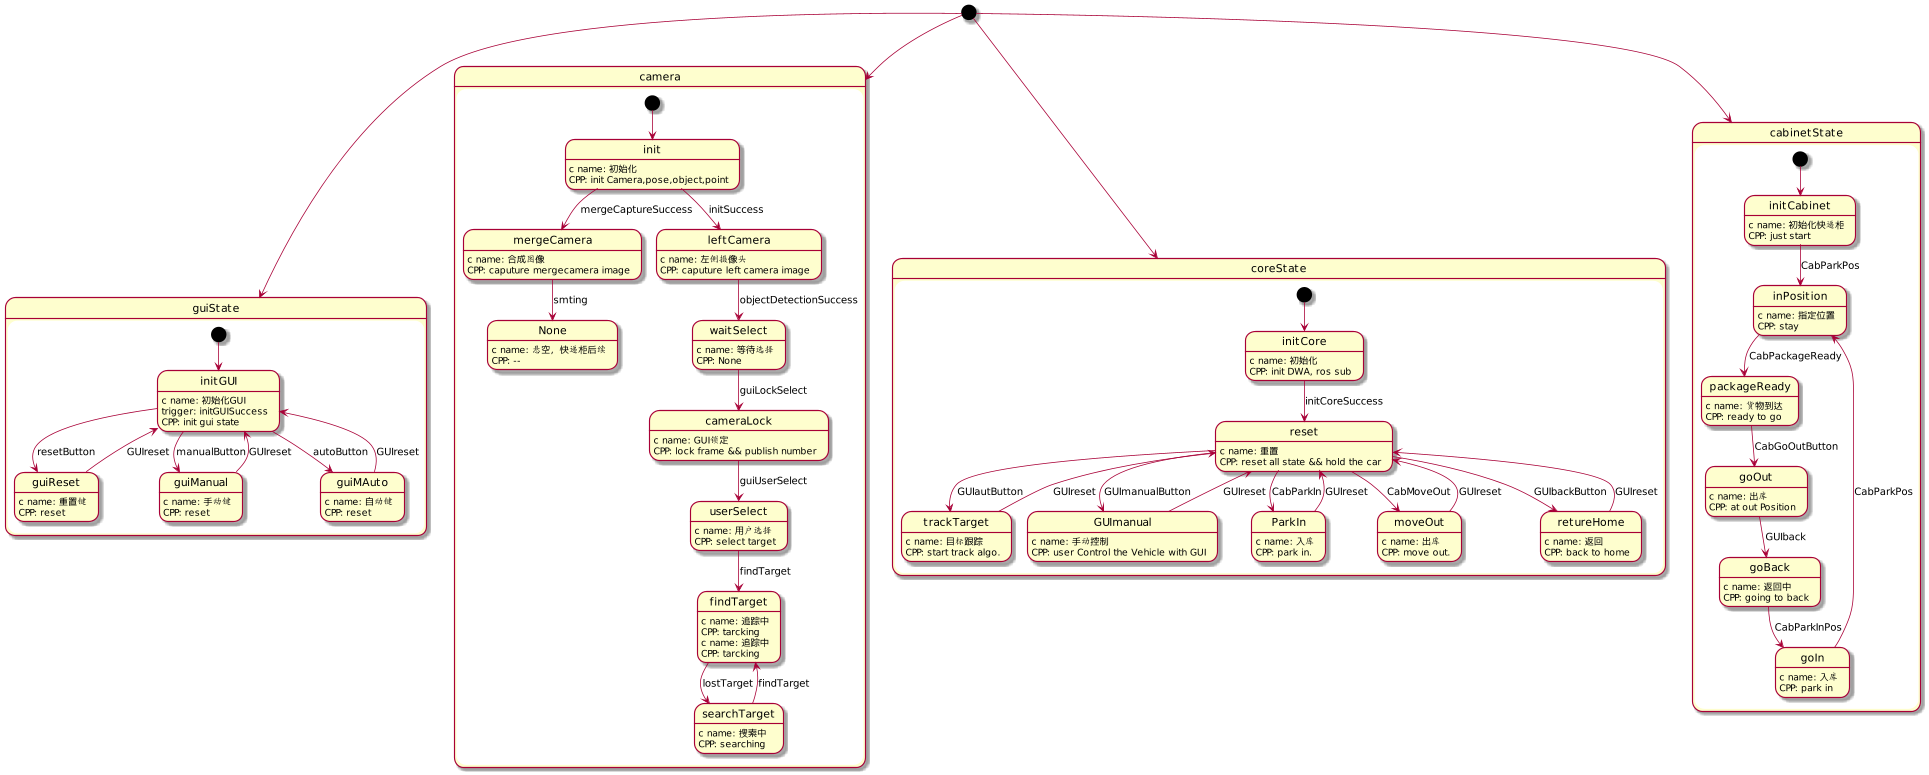 camera
init
c name: 初始化
CPP: init Camera,pose,object,point
mergeCaptureSuccess
initSuccess
mergeCamera
c name: 合成图像
CPP: caputure mergecamera image
leftCamera
c name: 左侧摄像头
CPP: caputure left camera image
smting
objectDetectionSuccess
None
c name: 悬空，快递柜后续
CPP: --
waitSelect
c name: 等待选择
CPP: None
guiLockSelect
cameraLock
c name: GUI锁定
CPP: lock frame && publish number
guiUserSelect
userSelect
c name: 用户选择
CPP: select target
findTarget
findTarget
c name: 追踪中
CPP: tarcking
c name: 追踪中
CPP: tarcking
lostTarget
findTarget
searchTarget
c name: 搜索中
CPP: searching
guiState
initGUI
c name: 初始化GUI
trigger: initGUISuccess
CPP: init gui state
resetButton
GUIreset
manualButton
GUIreset
autoButton
GUIreset
guiReset
c name: 重置键
CPP: reset
guiManual
c name: 手动键
CPP: reset
guiMAuto
c name: 自动键
CPP: reset
coreState
initCore
c name: 初始化
CPP: init DWA, ros sub
initCoreSuccess
reset
c name: 重置
CPP: reset all state && hold the car
GUIautButton
GUIreset
GUImanualButton
GUIreset
CabParkIn
GUIreset
CabMoveOut
GUIreset
GUIbackButton
GUIreset
trackTarget
c name: 目标跟踪
CPP: start track algo.
GUImanual
c name: 手动控制
CPP: user Control the Vehicle with GUI
ParkIn
c name: 入库
CPP: park in.
moveOut
c name: 出库
CPP: move out.
retureHome
c name: 返回
CPP: back to home
cabinetState
initCabinet
c name: 初始化快递柜
CPP: just start
CabParkPos
inPosition
c name: 指定位置
CPP: stay
CabPackageReady
packageReady
c name: 货物到达
CPP: ready to go
CabGoOutButton
goOut
c name: 出库
CPP: at out Position
CabParkPos
GUIback
goBack
c name: 返回中
CPP: going to back
CabParkInPos
goIn
c name: 入库
CPP: park in